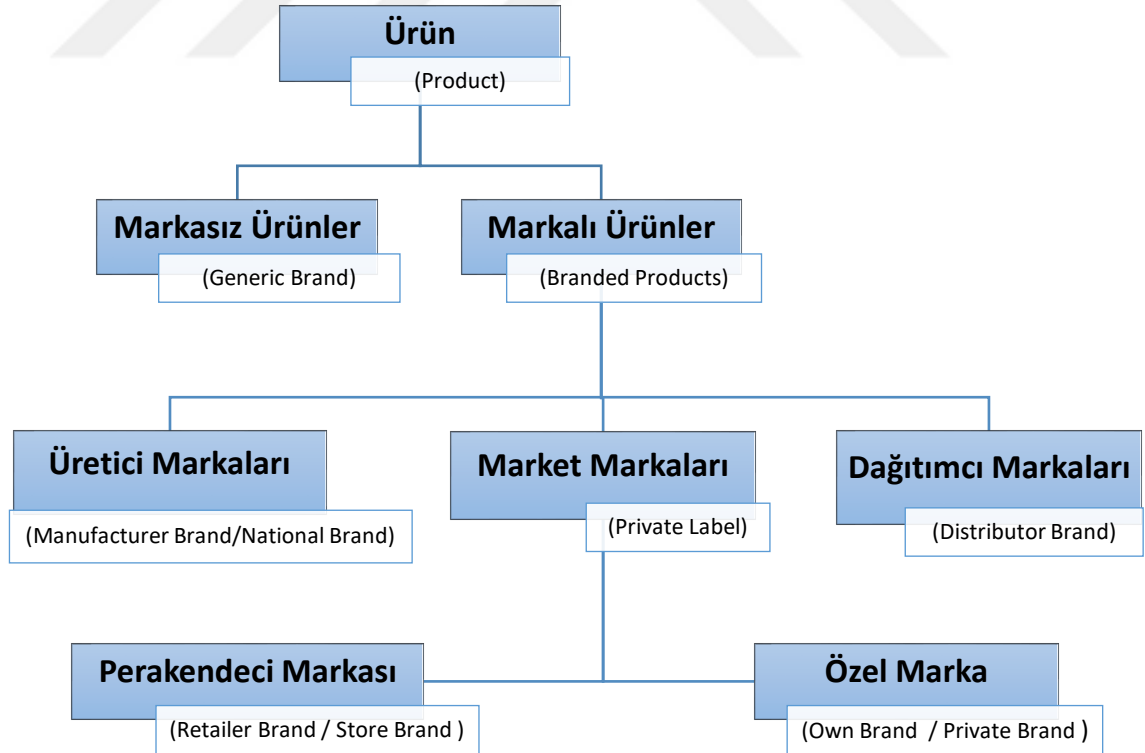 Ürün
(Product)
Markasız Ürünler
(Generic Brand)
Markalı Ürünler
(Branded Products)
Üretici Markaları
(Manufacturer Brand/National Brand)
Market Markaları
(Private Label)
Dağıtımcı Markaları
(Distributor Brand)
Perakendeci Markası
(Retailer Brand / Store Brand )
Özel Marka
(Own Brand / Private Brand )